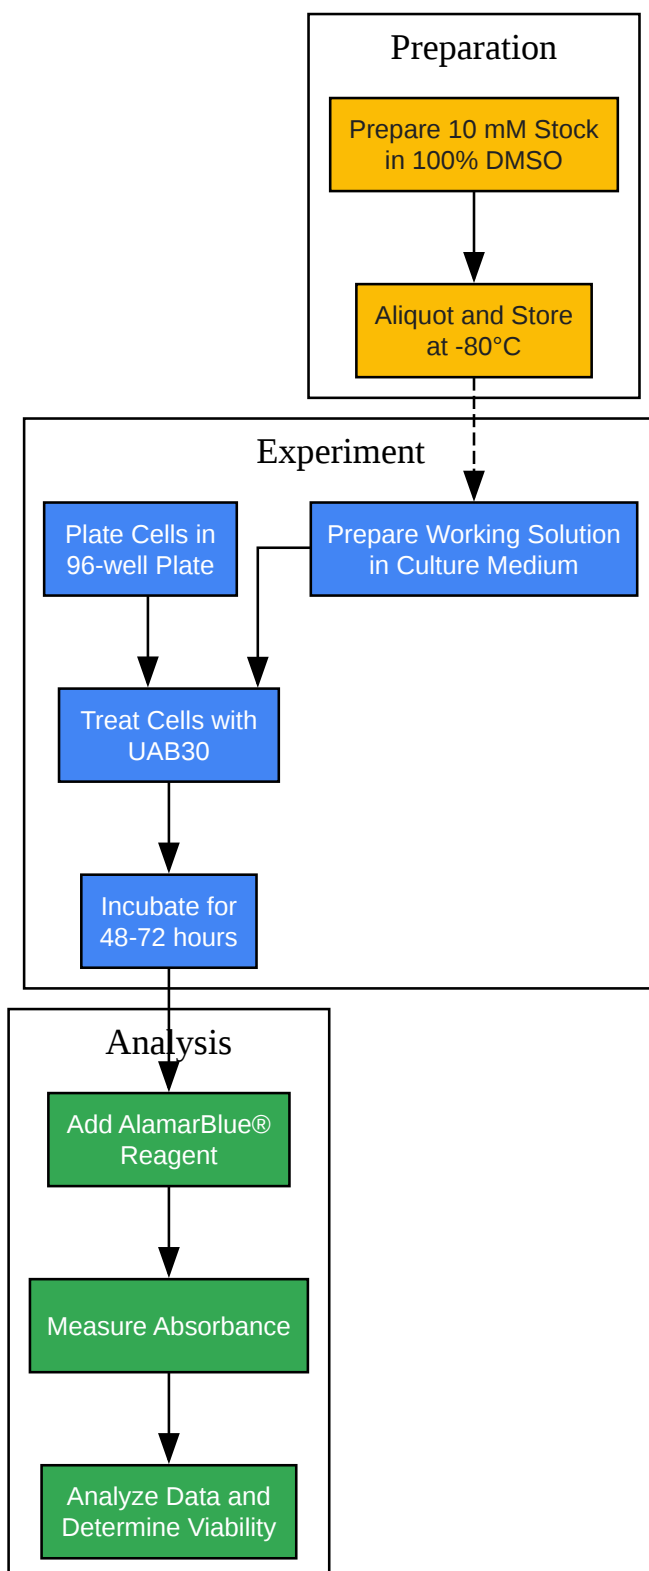 Preparation
Prepare 10 mM Stock
in 100% DMSO
Aliquot and Store
at -80°C
Experiment
Plate Cells in
96-well Plate
Prepare Working Solution
in Culture Medium
Treat Cells with
UAB30
Incubate for
48-72 hours
Analysis
Add AlamarBlue®
Reagent
Measure Absorbance
Analyze Data and
Determine Viability